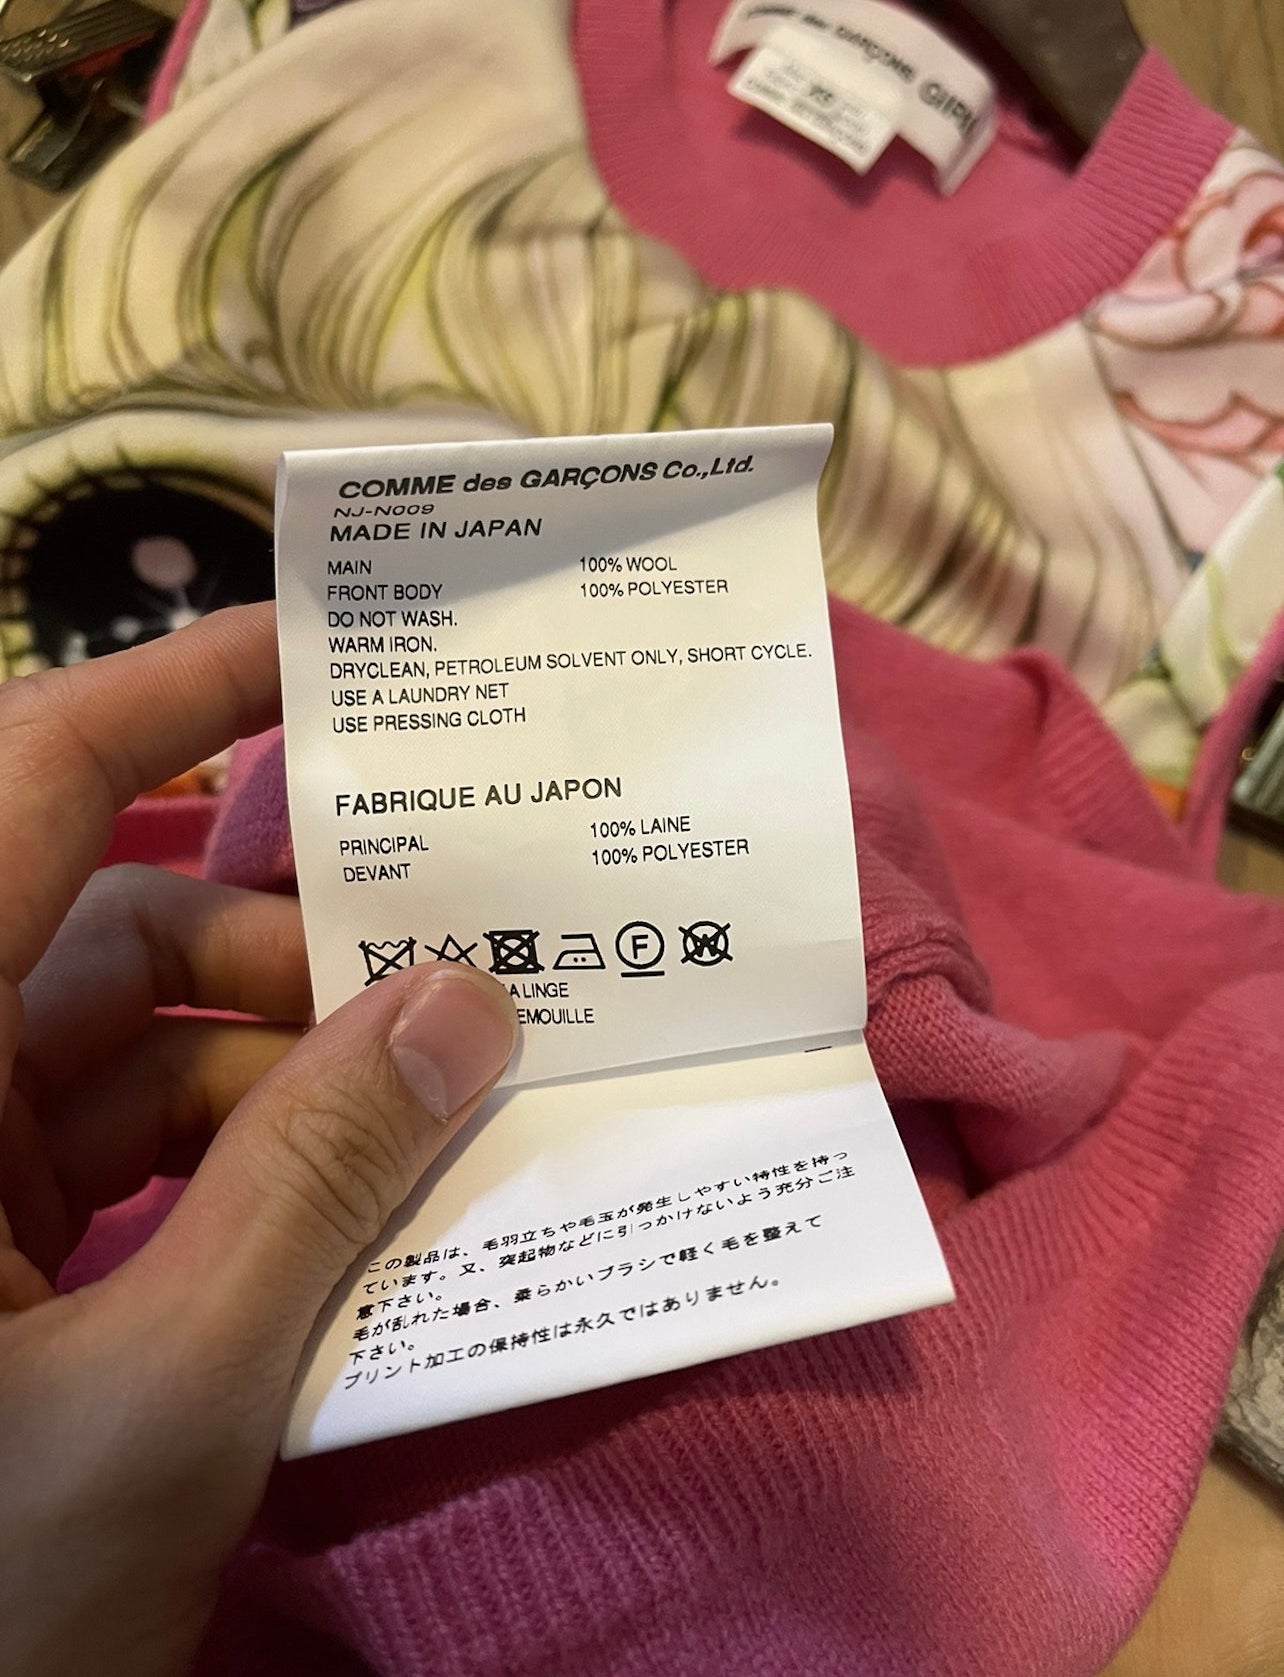 COMME des GARÇONS GIRL
COMME des GARÇONS Co.,Ltd.
NJ-N009
MADE IN JAPAN
MAIN 100% WOOL
FRONT BODY 100% POLYESTER
DO NOT WASH.
WARM IRON.
DRYCLEAN, PETROLEUM SOLVENT ONLY, SHORT CYCLE.
USE A LAUNDRY NET
USE PRESSING CLOTH
FABRIQUE AU JAPON
PRINCIPAL 100% LAINE
DEVANT 100% POLYESTER
F W
A LINGE
EMOUILLE
この製品は、毛羽立ちや毛玉が発生しやすい特性を持っ
ています。又、突起物などに引っかけないよう充分ご注
意下さい。
毛が乱れた場合、柔らかいブラシで軽く毛を整えて
下さい。
プリント加工の保持性は永久ではありません。